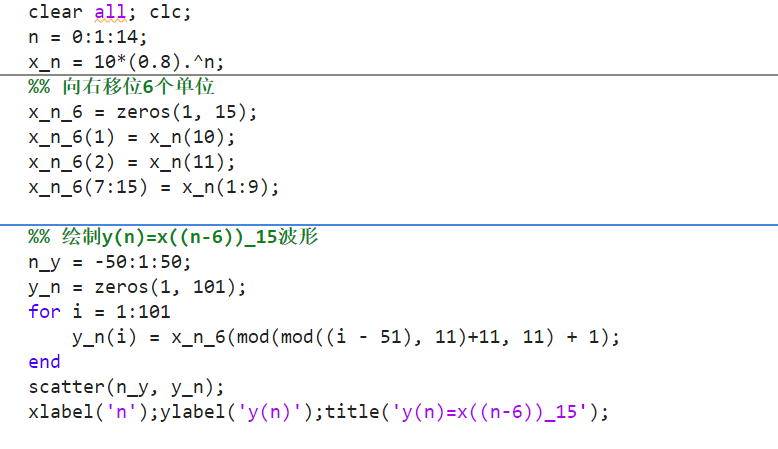 clear all; clc;
n = 0:1:14;
x_n = 10*(0.8).^n;
%% 向右移位6个单位
x_n_6 = zeros(1, 15);
x_n_6(1) = x_n(10);
x_n_6(2) = x_n(11);
x_n_6(7:15) = x_n(1:9);
%% 绘制y(n)=x((n-6))_15波形
n_y = -50:1:50;
y_n = zeros(1, 101);
for i = 1:101
    y_n(i) = x_n_6(mod(mod((i - 51), 11)+11, 11) + 1);
end
scatter(n_y, y_n);
xlabel('n');ylabel('y(n)');title('y(n)=x((n-6))_15');